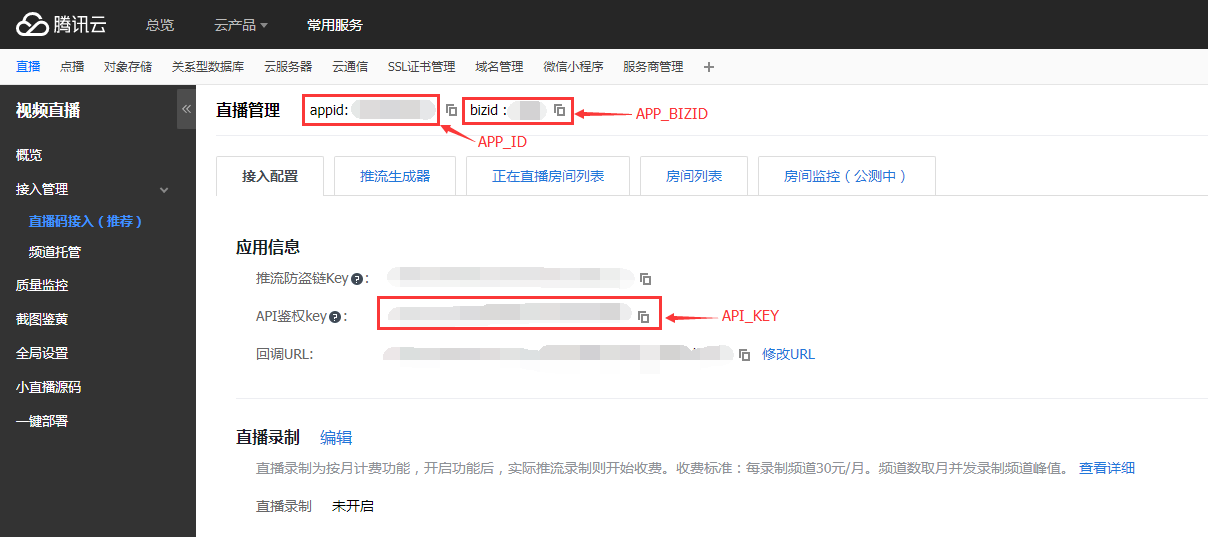 腾讯云 总览 云产品 常用服务
直播 点播 对象存储 关系型数据库 云服务器 云通信 SSL证书管理 域名管理 微信小程序 服务商管理 +
视频直播 «
概览
接入管理
直播码接入（推荐）
频道托管
质量监控
截图鉴黄
全局设置
小直播源码
一键部署
直播管理 appid: bizid : APP_BIZID
APP_ID
接入配置 推流生成器 正在直播房间列表 房间列表 房间监控（公测中）
应用信息
推流防盗链Key ? :
API鉴权key ? : API_KEY
回调URL: 修改URL
直播录制 编辑
直播录制为按月计费功能，开启功能后，实际推流录制则开始收费。收费标准：每录制频道30元/月。频道数取月并发录制频道峰值。 查看详细
直播录制 未开启